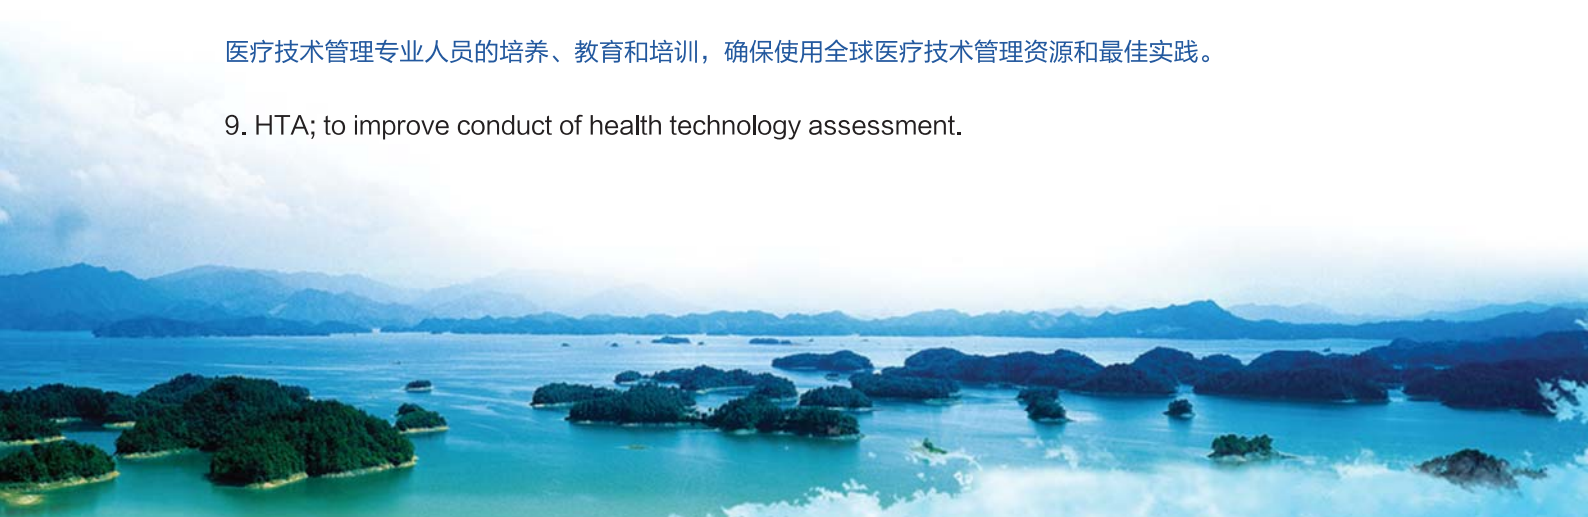 医疗技术管理专业人员的培养、教育和培训，确保使用全球医疗技术管理资源和最佳实践。
9. HTA; to improve conduct of health technology assessment.